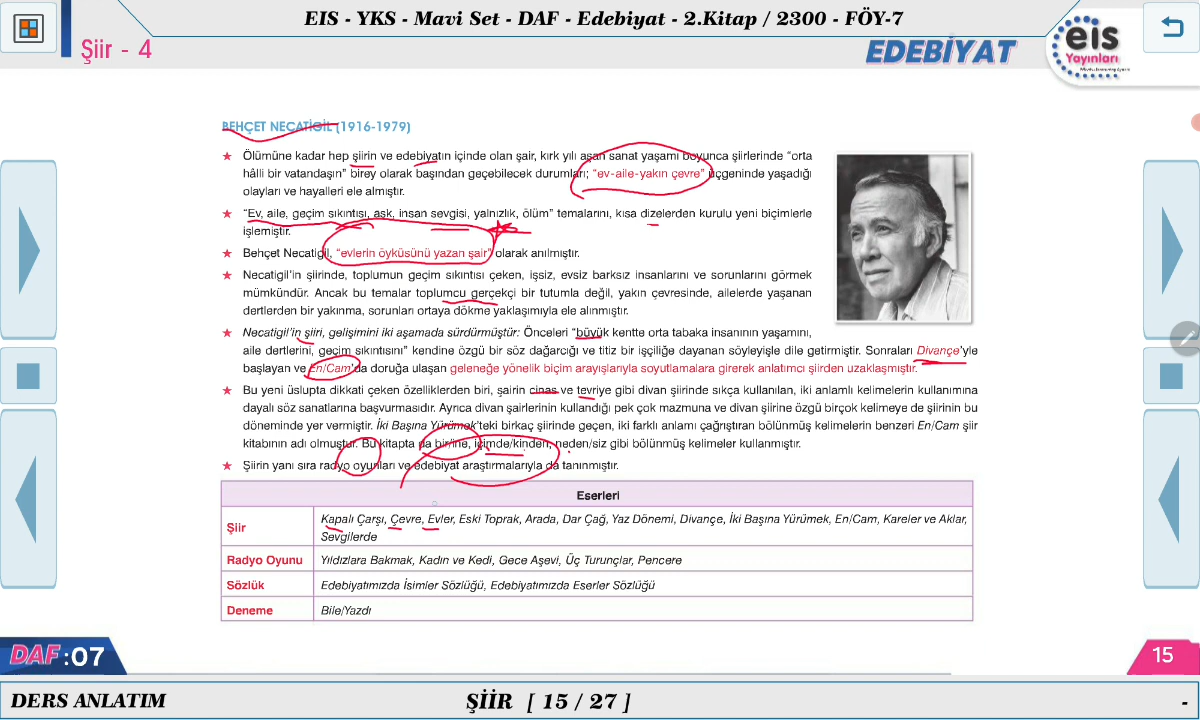 EIS - YKS - Mavi Set - DAF - Edebiyat - 2.Kitap / 2300 - FÖY-7
Şiir - 4
EDEBİYAT
eis
Yayınları
BEHÇET NECATİGİL (1916-1979)
★ Ölümüne kadar hep şiirin ve edebiyatın içinde olan şair, kırk yılı aşan sanat yaşamı boyunca şiirlerinde “orta
hâlli bir vatandaşın” birey olarak başından geçebilecek durumları; “ev-aile-yakın çevre” üçgeninde yaşadığı
olayları ve hayalleri ele almıştır.
★ “Ev, aile, geçim sıkıntısı, aşk, insan sevgisi, yalnızlık, ölüm” temalarını, kısa dizelerden kurulu yeni biçimlerle
işlemiştir.
★ Behçet Necatigil, “evlerin öyküsünü yazan şair” olarak anılmıştır.
★ Necatigil’in şiirinde, toplumun geçim sıkıntısı çeken, işsiz, evsiz barksız insanlarını ve sorunlarını görmek
mümkündür. Ancak bu temalar toplumcu gerçekçi bir tutumla değil, yakın çevresinde, ailelerde yaşanan
dertlerden bir yakınma, sorunları ortaya dökme yaklaşımıyla ele alınmıştır.
★ Necatigil’in şiiri, gelişimini iki aşamada sürdürmüştür: Önceleri “büyük kentte orta tabaka insanının yaşamını,
aile dertlerini, geçim sıkıntısını” kendine özgü bir söz dağarcığı ve titiz bir işçiliğe dayanan söyleyişle dile getirmiştir. Sonraları Divançe’yle
başlayan ve En/Cam’da doruğa ulaşan geleneğe yönelik biçim arayışlarıyla soyutlamalara girerek anlatımcı şiirden uzaklaşmıştır.
★ Bu yeni üslupta dikkati çeken özelliklerden biri, şairin cinas ve tevriye gibi divan şiirinde sıkça kullanılan, iki anlamlı kelimelerin kullanımına
dayalı söz sanatlarına başvurmasıdır. Ayrıca divan şairlerinin kullandığı pek çok mazmuna ve divan şiirine özgü birçok kelimeye de şiirinin bu
döneminde yer vermiştir. İki Başına Yürümek’teki birkaç şiirinde geçen, iki farklı anlamı çağrıştıran bölünmüş kelimelerin benzeri En/Cam şiir
kitabının adı olmuştur. Bu kitapta da bir/ine, içimde/kinden, neden/siz gibi bölünmüş kelimeler kullanmıştır.
★ Şiirin yanı sıra radyo oyunları ve edebiyat araştırmalarıyla da tanınmıştır.
Eserleri
Şiir Kapalı Çarşı, Çevre, Evler, Eski Toprak, Arada, Dar Çağ, Yaz Dönemi, Divançe, İki Başına Yürümek, En/Cam, Kareler ve Aklar,
Sevgilerde
Radyo Oyunu Yıldızlara Bakmak, Kadın ve Kedi, Gece Aşevi, Üç Turunçlar, Pencere
Sözlük Edebiyatımızda İsimler Sözlüğü, Edebiyatımızda Eserler Sözlüğü
Deneme Bile/Yazdı
DAF :07
15
DERS ANLATIM ŞİİR [ 15 / 27 ] -